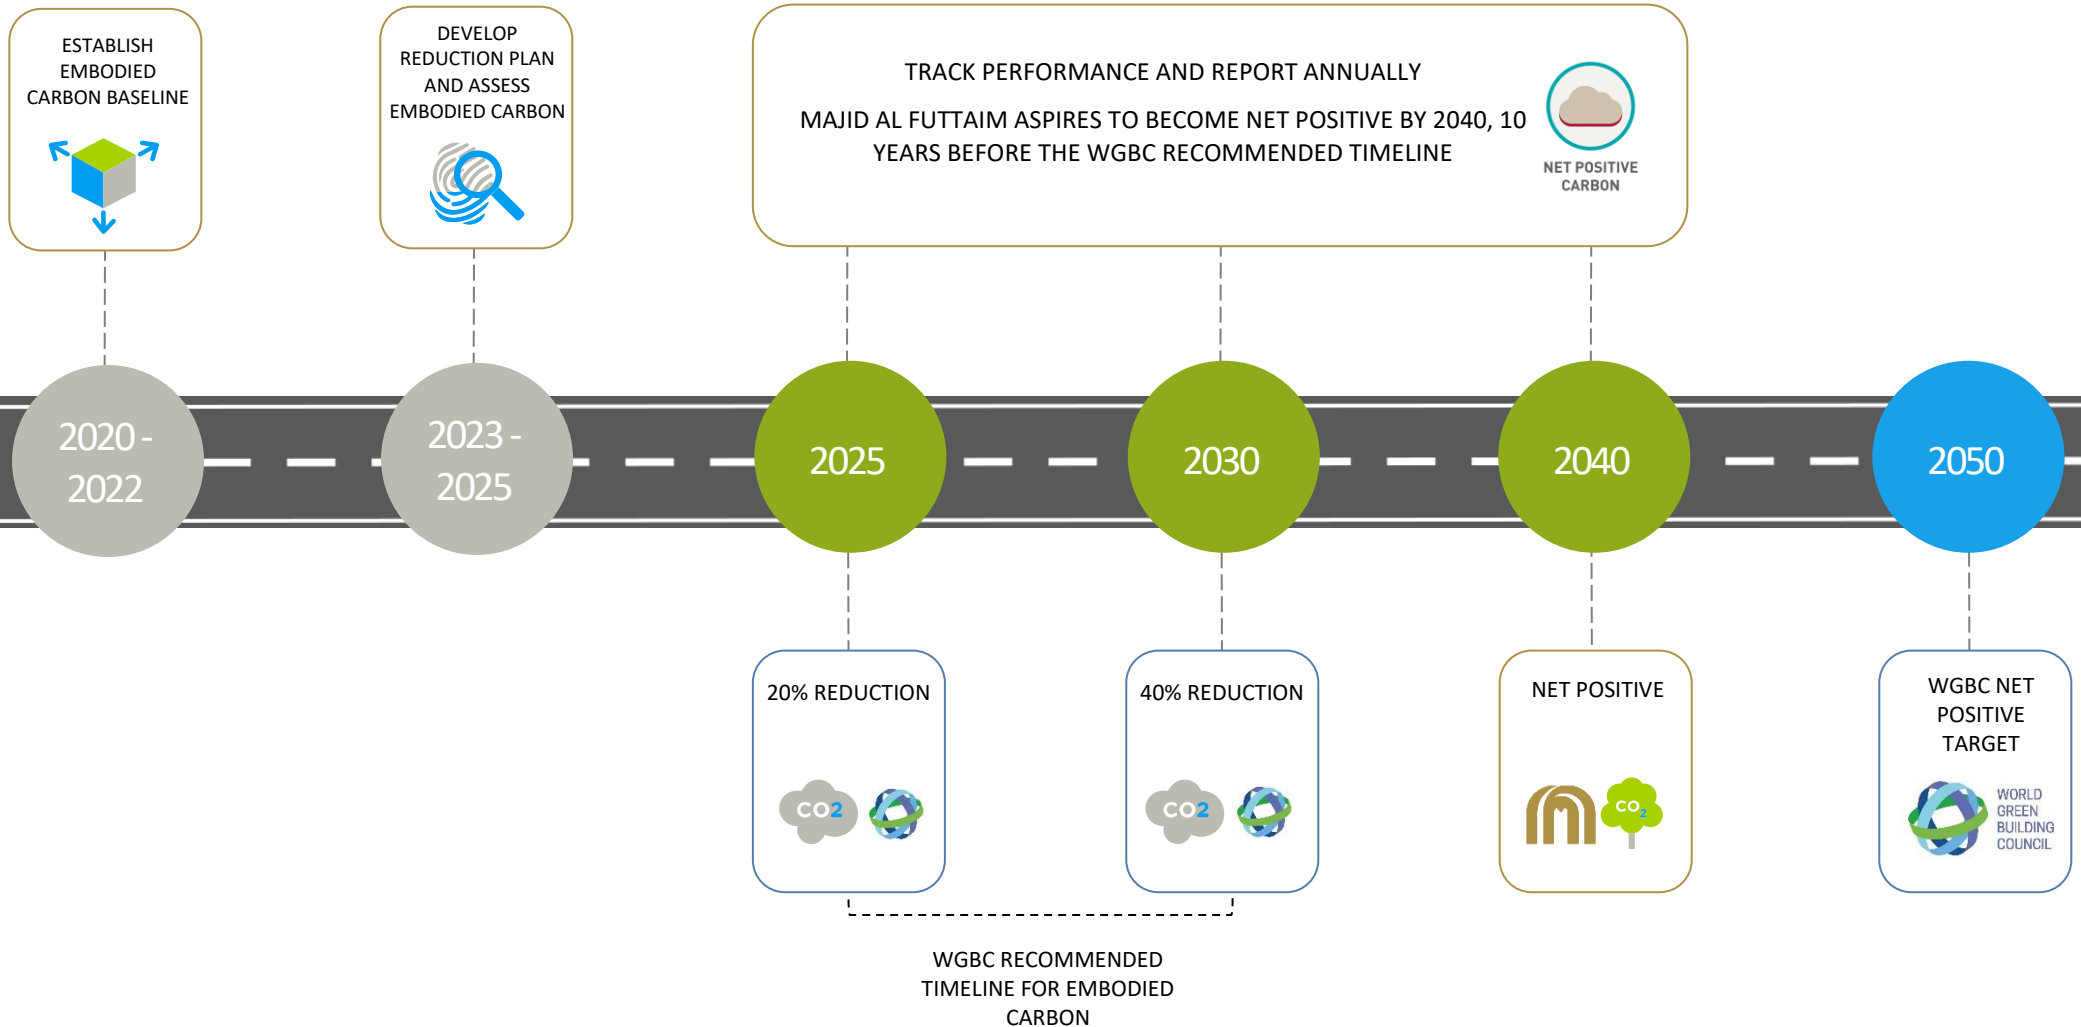 ESTABLISH
EMBODIED
CARBON BASELINE
DEVELOP
REDUCTION PLAN
AND ASSESS
EMBODIED CARBON
TRACK PERFORMANCE AND REPORT ANNUALLY
MAJID AL FUTTAIM ASPIRES TO BECOME NET POSITIVE BY 2040, 10
YEARS BEFORE THE WGBC RECOMMENDED TIMELINE
NET POSITIVE
CARBON
2020 -
2022
2023 -
2025
2025
2030
2040
2050
20% REDUCTION
CO2
40% REDUCTION
CO2
NET POSITIVE
CO2
WGBC NET
POSITIVE
TARGET
WORLD
GREEN
BUILDING
COUNCIL
WGBC RECOMMENDED
TIMELINE FOR EMBODIED
CARBON